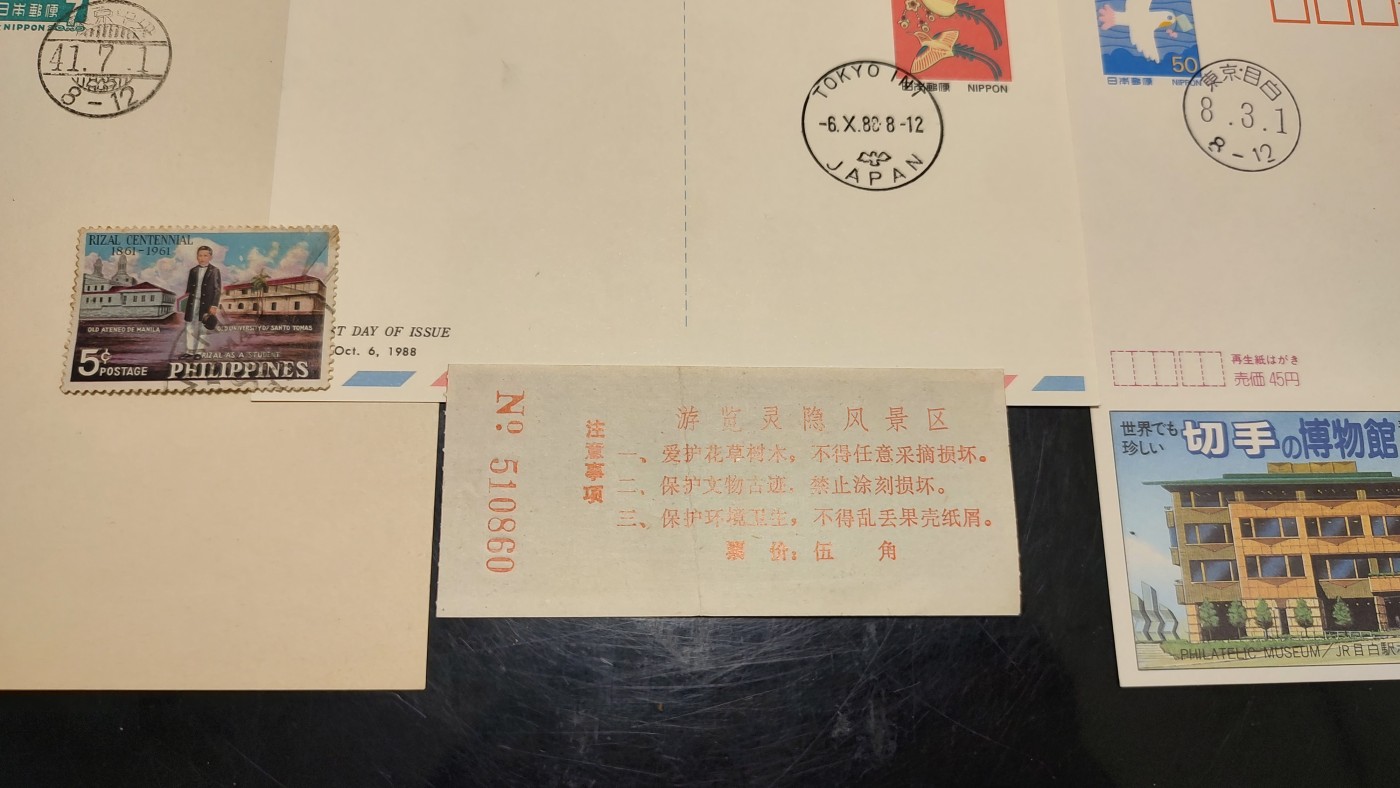 日本郵便 7
NIPPON
41.7.1
8-12
日本郵便 NIPPON
TOKYO INT
-6.X.88 8-12
JAPAN
50
日本郵便 NIPPON
東京・目白
8.3.1
8-12
RIZAL CENTENNIAL
1861-1961
OLD ATENEO DE MANILA
UNIVERSITY OF SANTO TOMAS
RIZAL AS A STUDENT
5¢ POSTAGE PHILIPPINES
T DAY OF ISSUE
Oct. 6, 1988
再生紙はがき
売価 45円
№ 510860
注意事项
游览灵隐风景区
一、爱护花草树木，不得任意采摘损坏。
二、保护文物古迹，禁止涂刻损坏。
三、保护环境卫生，不得乱丢果壳纸屑。
票价：伍 角
世界でも
珍しい
切手の博物館
PHILATELIC MUSEUM/JR目白駅